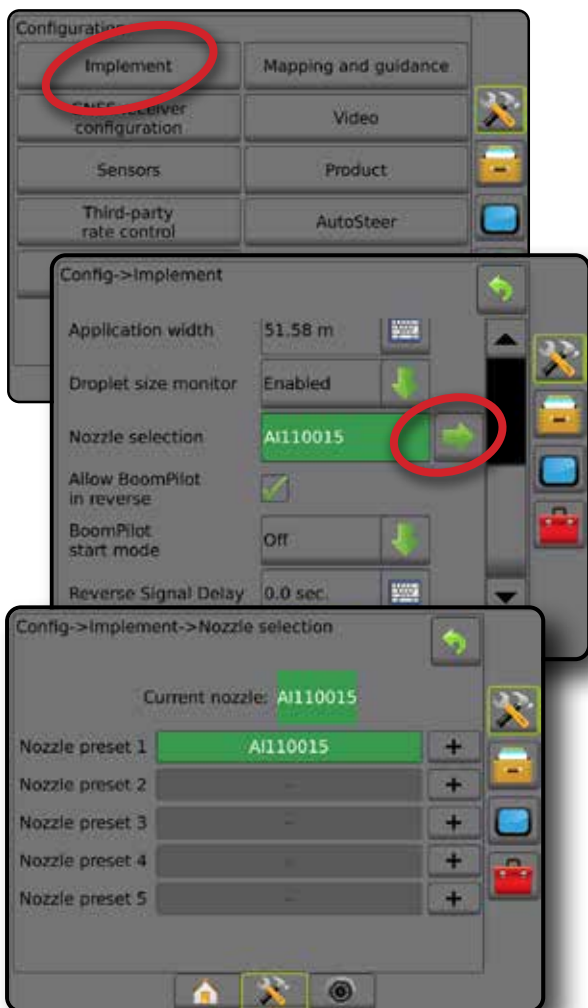 Configuration
Implement
Mapping and guidance
GNSS receiver
configuration
Video
Sensors
Product
Third-party
rate control
AutoSteer
Config->Implement
Application width
51.58 m
Droplet size monitor
Enabled
Nozzle selection
AI110015
Allow BoomPilot
in reverse
BoomPilot
start mode
Off
Reverse Signal Delay
0.0 sec.
Config->Implement->Nozzle selection
Current nozzle: AI110015
Nozzle preset 1
AI110015
+
Nozzle preset 2
--
+
Nozzle preset 3
--
+
Nozzle preset 4
--
+
Nozzle preset 5
--
+